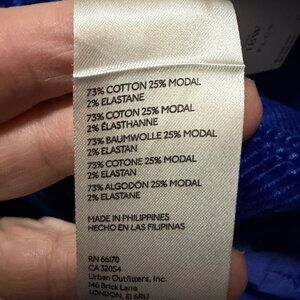 73% COTTON 25% MODAL
2% ELASTANE
73% COTON 25% MODAL
2% ÉLASTHANNE
73% BAUMWOLLE 25% MODAL
2% ELASTAN
73% COTONE 25% MODAL
2% ELASTAN
73% ALGODÓN 25% MODAL
2% ELASTANE
MADE IN PHILIPPINES
HECHO EN LAS FILIPINAS
RN 66170
CA 32054
Urban Outfitters, Inc.
146 Brick Lane
LONDON, E1 6RU